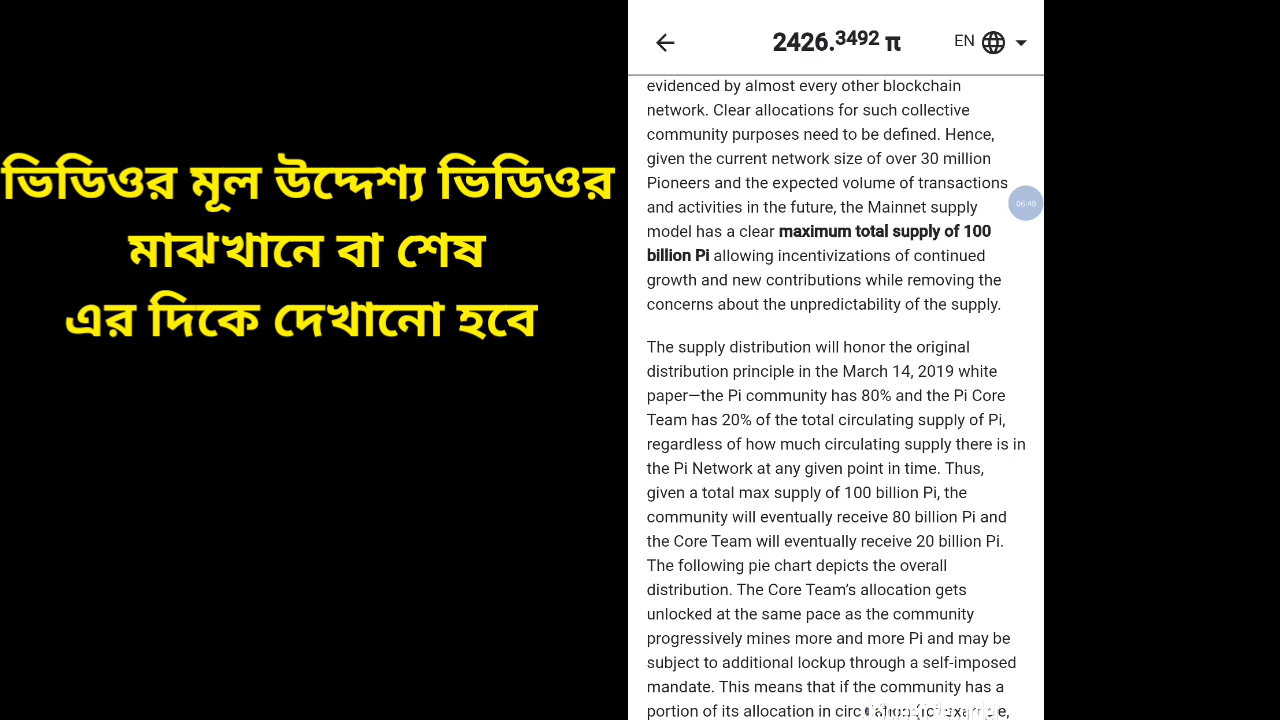 ভিডিওর মূল উদ্দেশ্য ভিডিওর
মাঝখানে বা শেষ
এর দিকে দেখানো হবে
2426.3492 π
EN
evidenced by almost every other blockchain
network. Clear allocations for such collective
community purposes need to be defined. Hence,
given the current network size of over 30 million
Pioneers and the expected volume of transactions
and activities in the future, the Mainnet supply
06:49
model has a clear maximum total supply of 100
billion Pi allowing incentivizations of continued
growth and new contributions while removing the
concerns about the unpredictability of the supply.
The supply distribution will honor the original
distribution principle in the March 14, 2019 white
paper—the Pi community has 80% and the Pi Core
Team has 20% of the total circulating supply of Pi,
regardless of how much circulating supply there is in
the Pi Network at any given point in time. Thus,
given a total max supply of 100 billion Pi, the
community will eventually receive 80 billion Pi and
the Core Team will eventually receive 20 billion Pi.
The following pie chart depicts the overall
distribution. The Core Team’s allocation gets
unlocked at the same pace as the community
progressively mines more and more Pi and may be
subject to additional lockup through a self-imposed
mandate. This means that if the community has a
portion of its allocation in